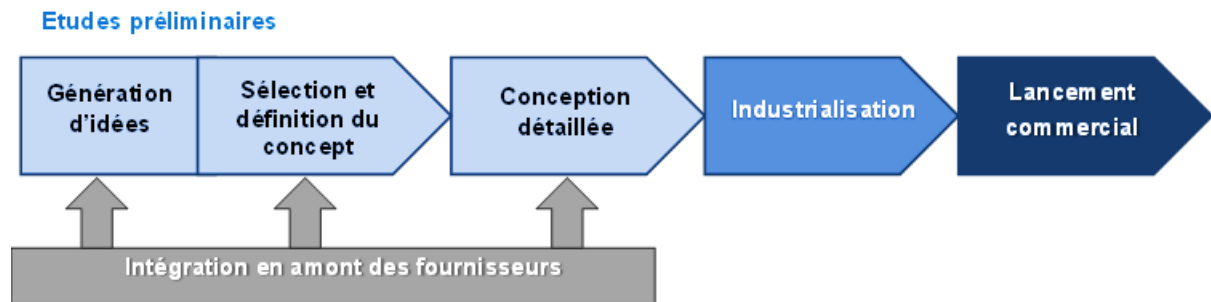 Etudes préliminaires
Génération
d'idées
Sélection et
définition du
concept
Conception
détaillée
Industrialisation
Lancement
commercial
Intégration en amont des fournisseurs